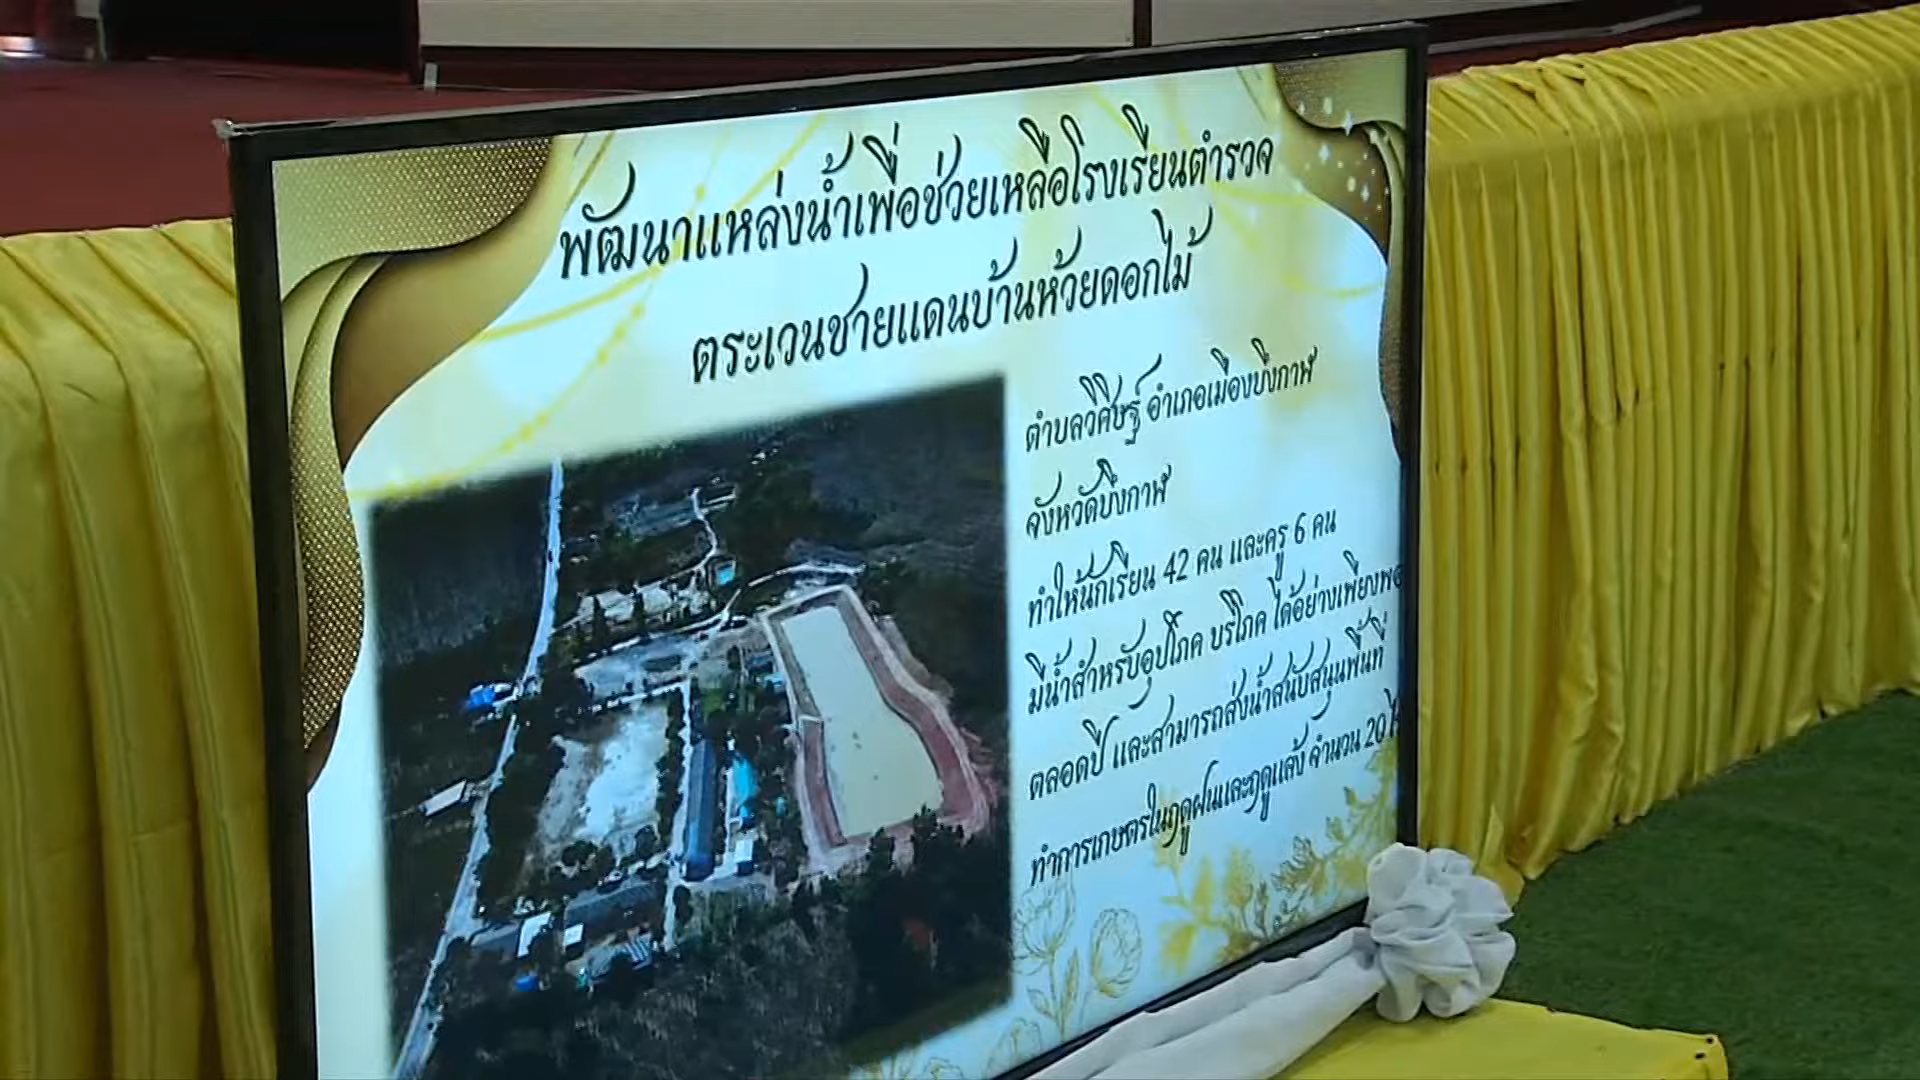 พัฒนาแหล่งน้ำเพื่อช่วยเหลือโรงเรียนตำรวจ
ตระเวนชายแดนบ้านห้วยดอกไม้
ตำบลวิศิษฐ์ อำเภอเมืองบึงกาฬ
จังหวัดบึงกาฬ
ทำให้นักเรียน 42 คน และครู 6 คน
มีน้ำสำหรับอุปโภค บริโภค ได้อย่างเพียงพอ
ตลอดปี และสามารถส่งน้ำสนับสนุนพื้นที่
ทำการเกษตรในฤดูฝนและฤดูแล้ง จำนวน 20